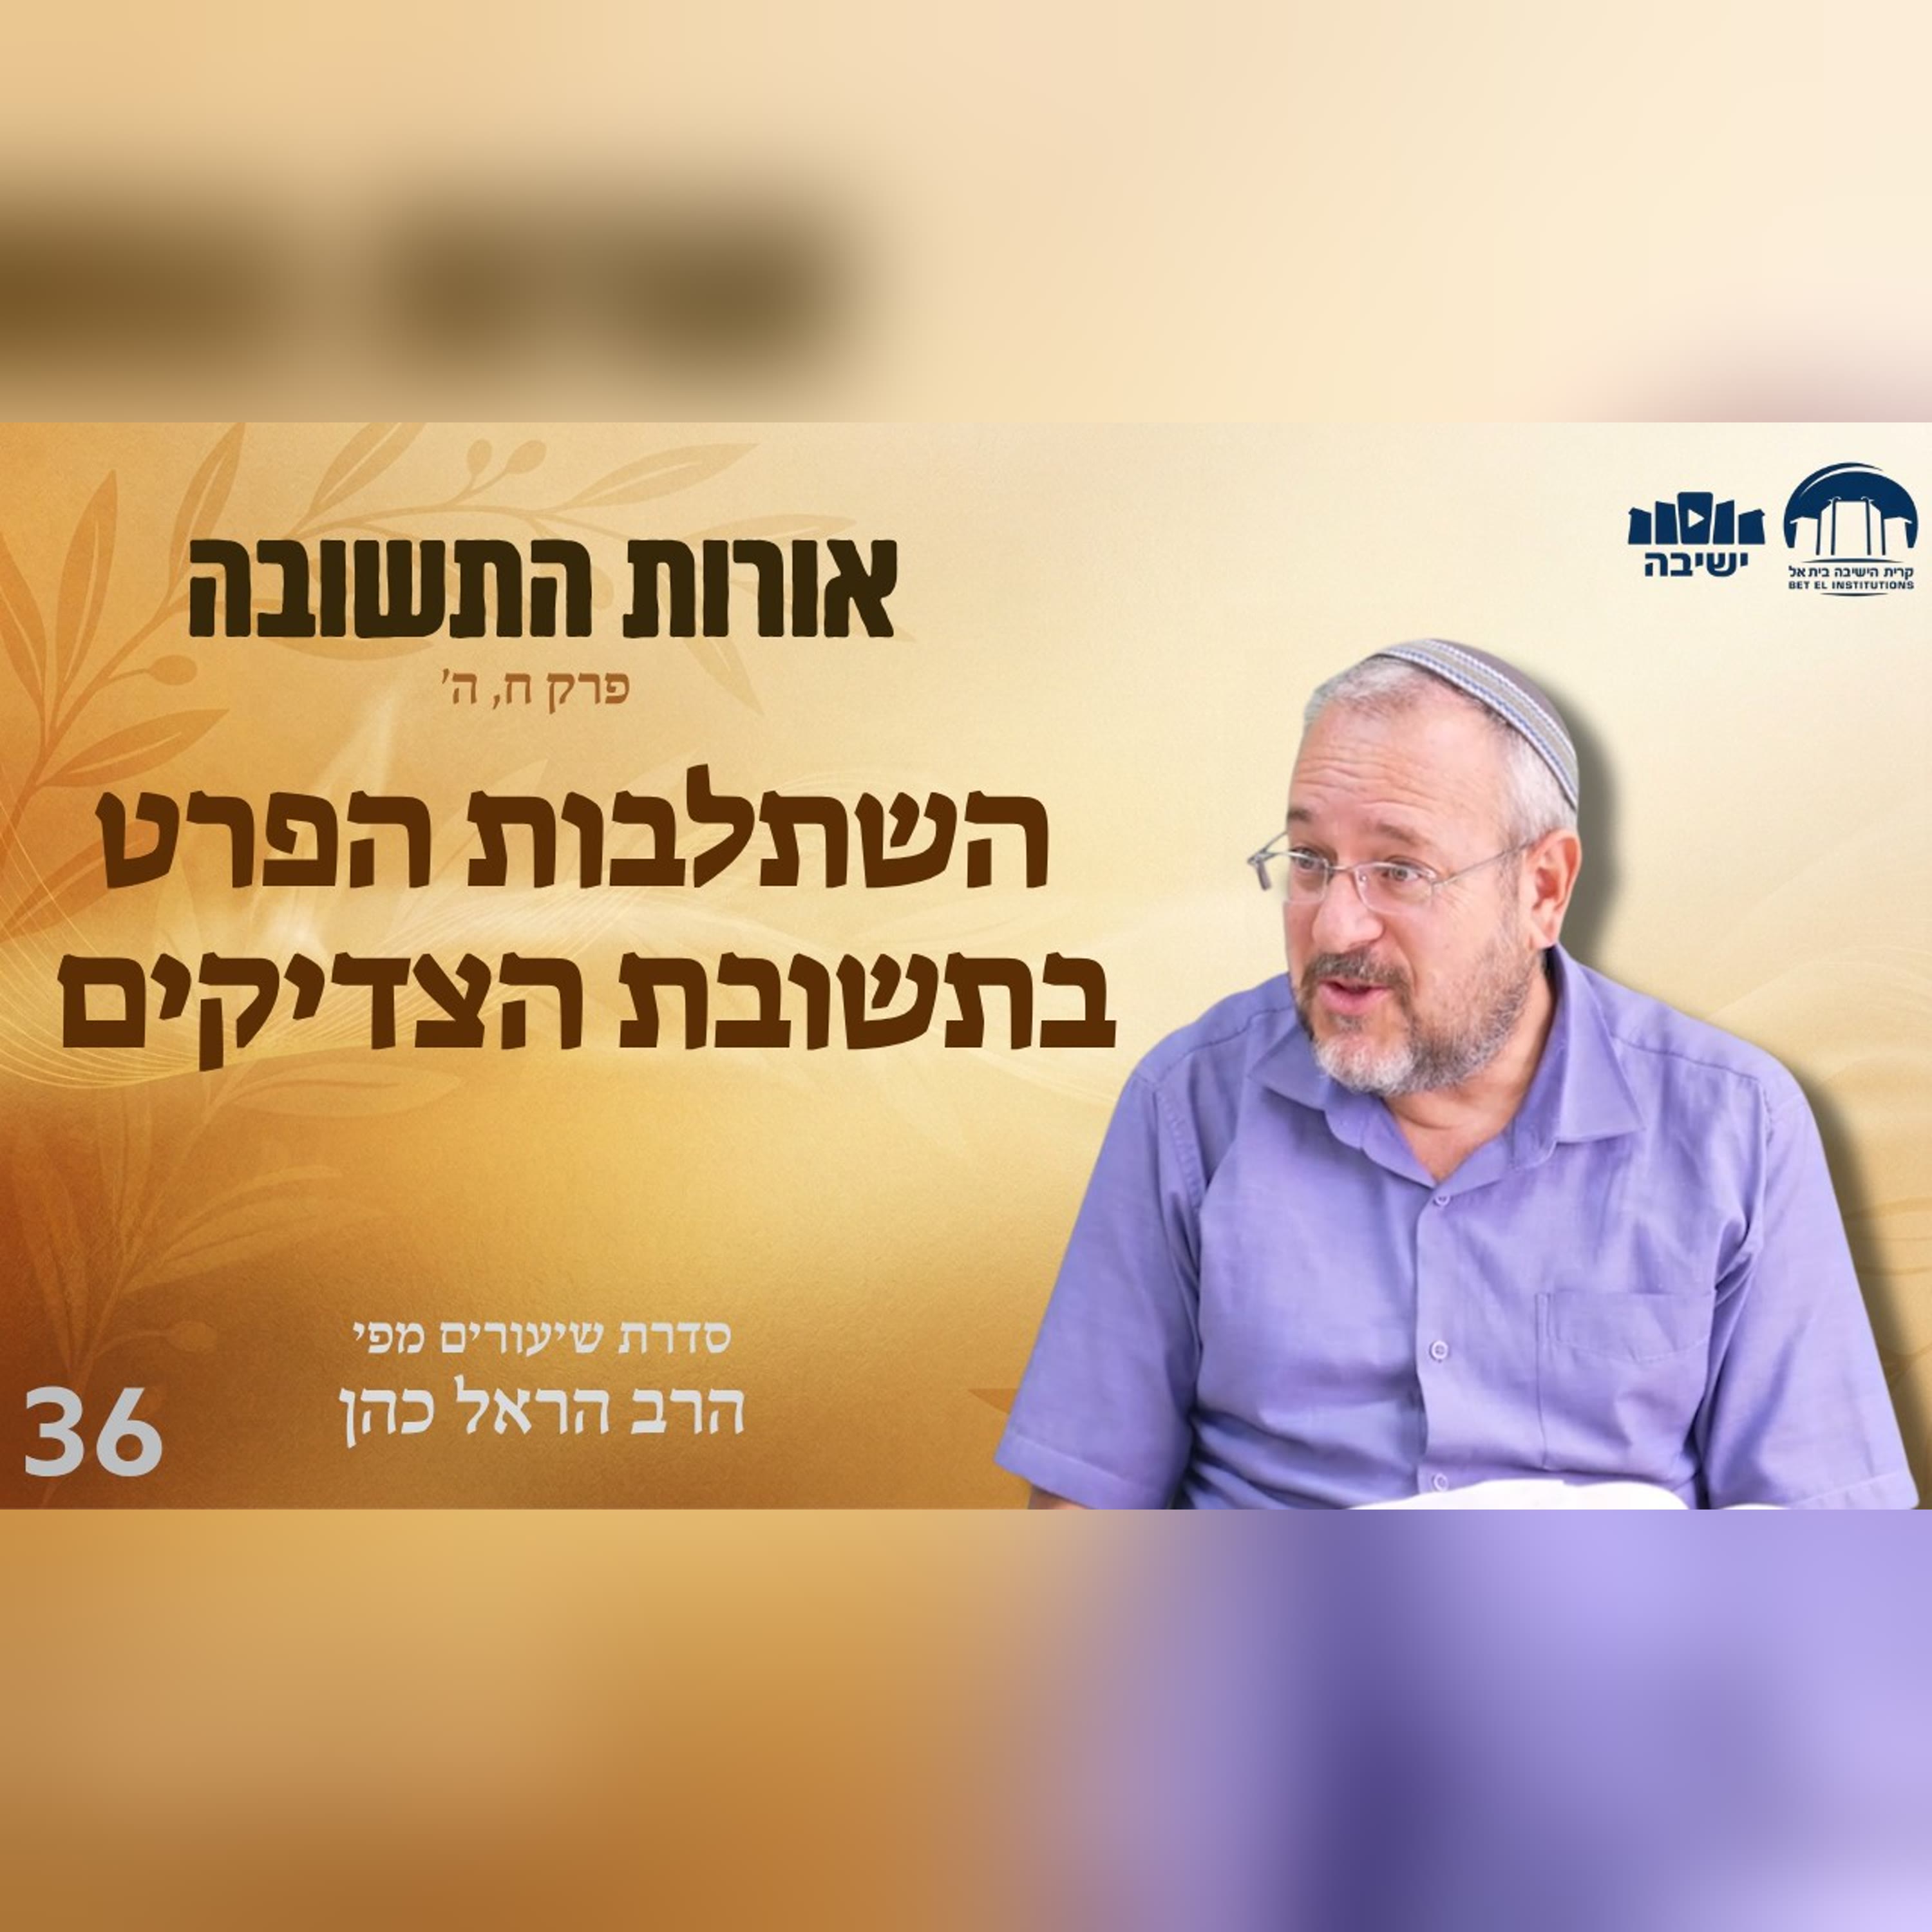 אורות התשובה
פרק ח, ה'
השתלבות הפרט
בתשובת הצדיקים
סדרת שיעורים מפי
הרב הראל כהן
36
ישיבה
קרית הישיבה בית אל
BET EL INSTITUTIONS